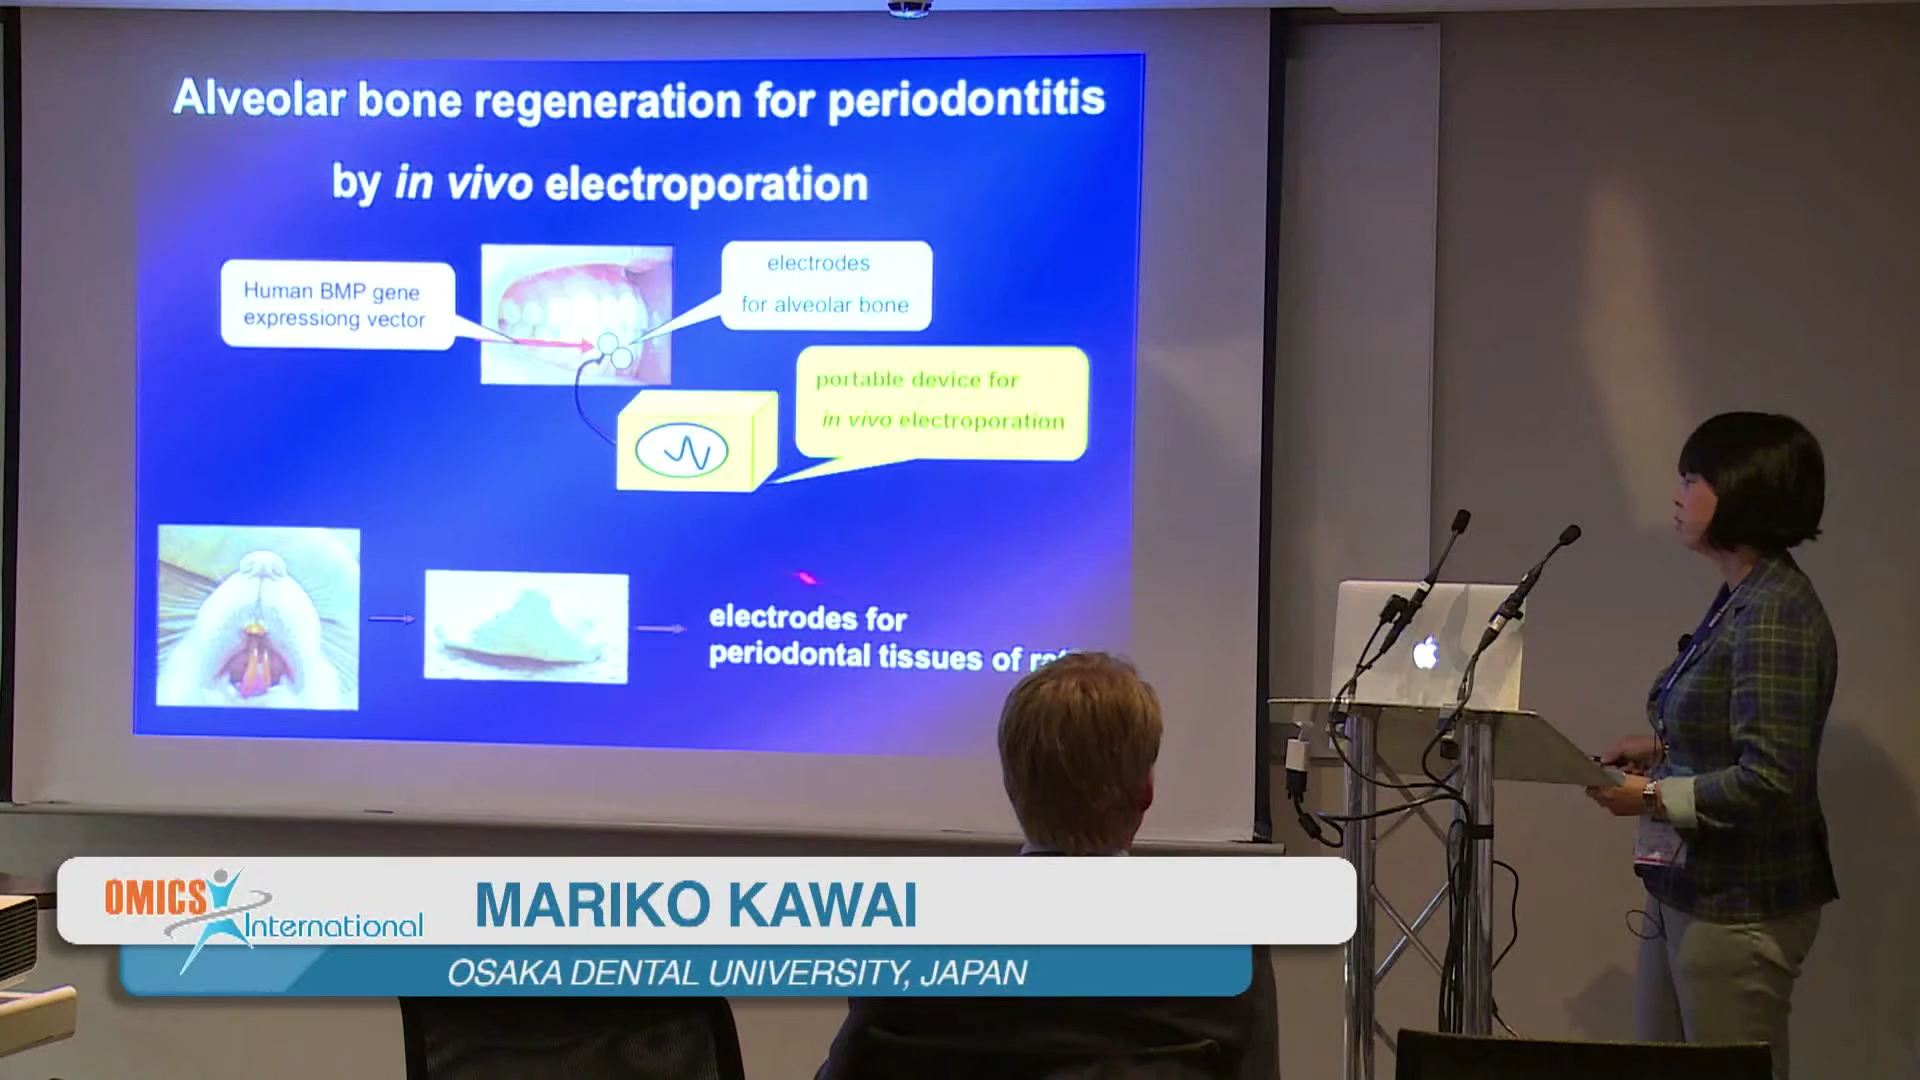 Alveolar bone regeneration for periodontitis
by in vivo electroporation
Human BMP gene
expressiong vector
electrodes
for alveolar bone
portable device for
in vivo electroporation
electrodes for
periodontal tissues of
OMICS
International
MARIKO KAWAI
OSAKA DENTAL UNIVERSITY, JAPAN